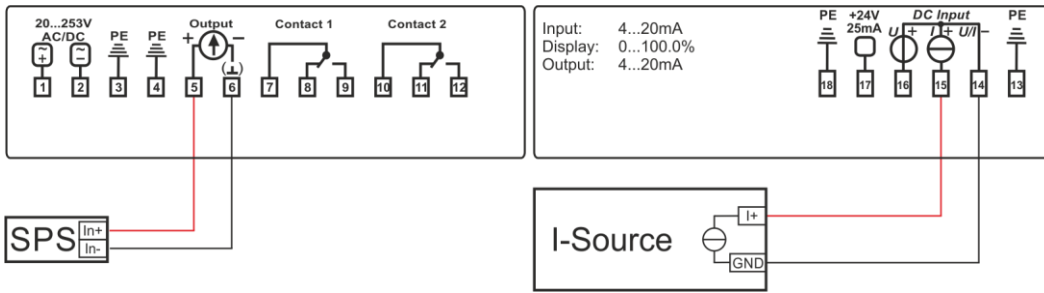 20...253V
AC/DC
PE
PE
Output
+
−
(⊥)
Contact 1
Contact 2
~
+
~
−
1
2
3
4
5
6
7
8
9
10
11
12
SPS
In+
In-
Input: 4...20mA
Display: 0...100.0%
Output: 4...20mA
PE
+24V
25mA
DC Input
PE
U + I + U/I −
18
17
16
15
14
13
I-Source
I+
GND